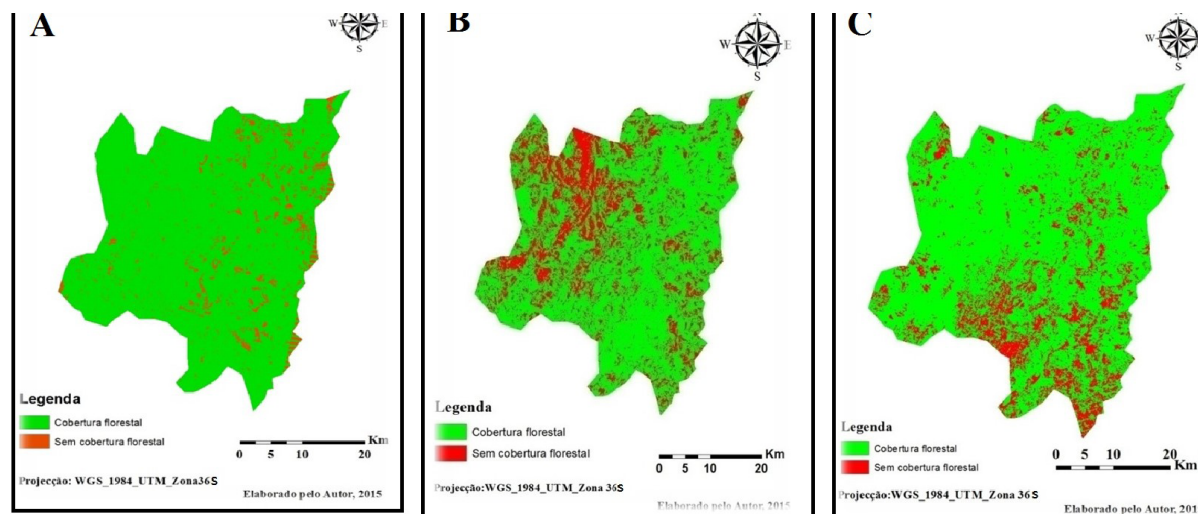 A
W E
S
Legenda
Cobertura florestal
Sem cobertura florestal
Km
0 5 10 20
Projecção: WGS_1984_UTM_Zona36S
Elaborado pelo Autor, 2015
B
N
W E
S
Legenda
Cobertura florestal
Sem cobertura florestal
Km
0 5 10 20
Projecção:WGS_1984_UTM_Zona 36S
Elaborado pelo Autor, 2015
C
W
S
Legenda
Cobertura florestal
Sem cobertura florestal
0 5 10 20
Km
Projecção:WGS_1984_UTM_Zona 36S
Elaborado pelo Autor, 201